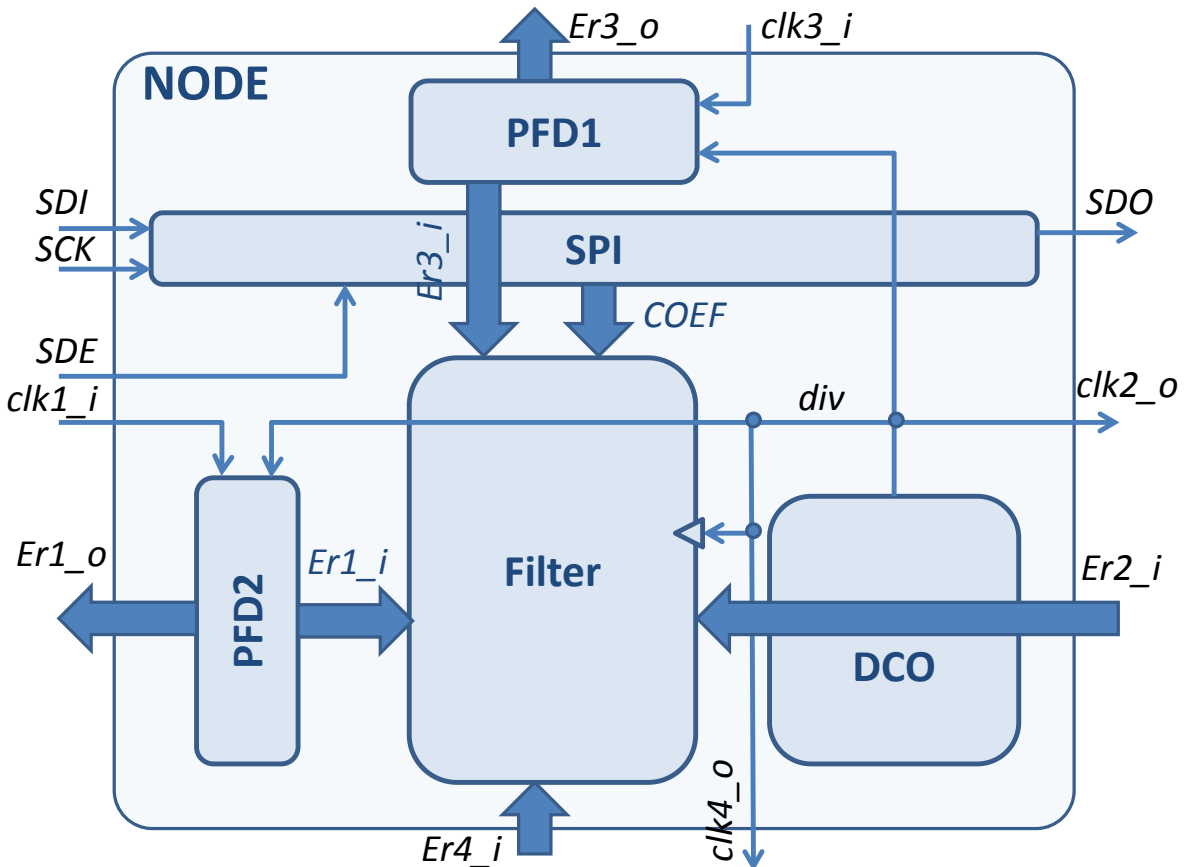 Er3_o
clk3_i
NODE
PFD1
SDI
SDO
SCK
SPI
Er3_i
COEF
SDE
clk1_i
div
clk2_o
Er1_o
Er1_i
Filter
Er2_i
PFD2
DCO
clk4_o
Er4_i